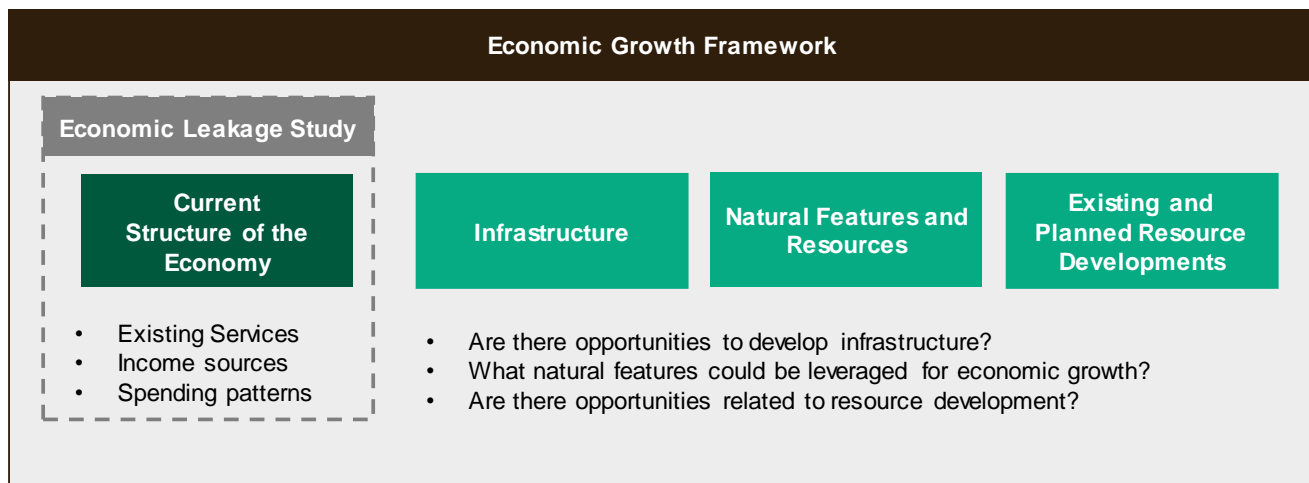 Economic Growth Framework
Economic Leakage Study
Current
Structure of the
Economy
Infrastructure
Natural Features and
Resources
Existing and
Planned Resource
Developments
• Existing Services
• Income sources
• Spending patterns
• Are there opportunities to develop infrastructure?
• What natural features could be leveraged for economic growth?
• Are there opportunities related to resource development?